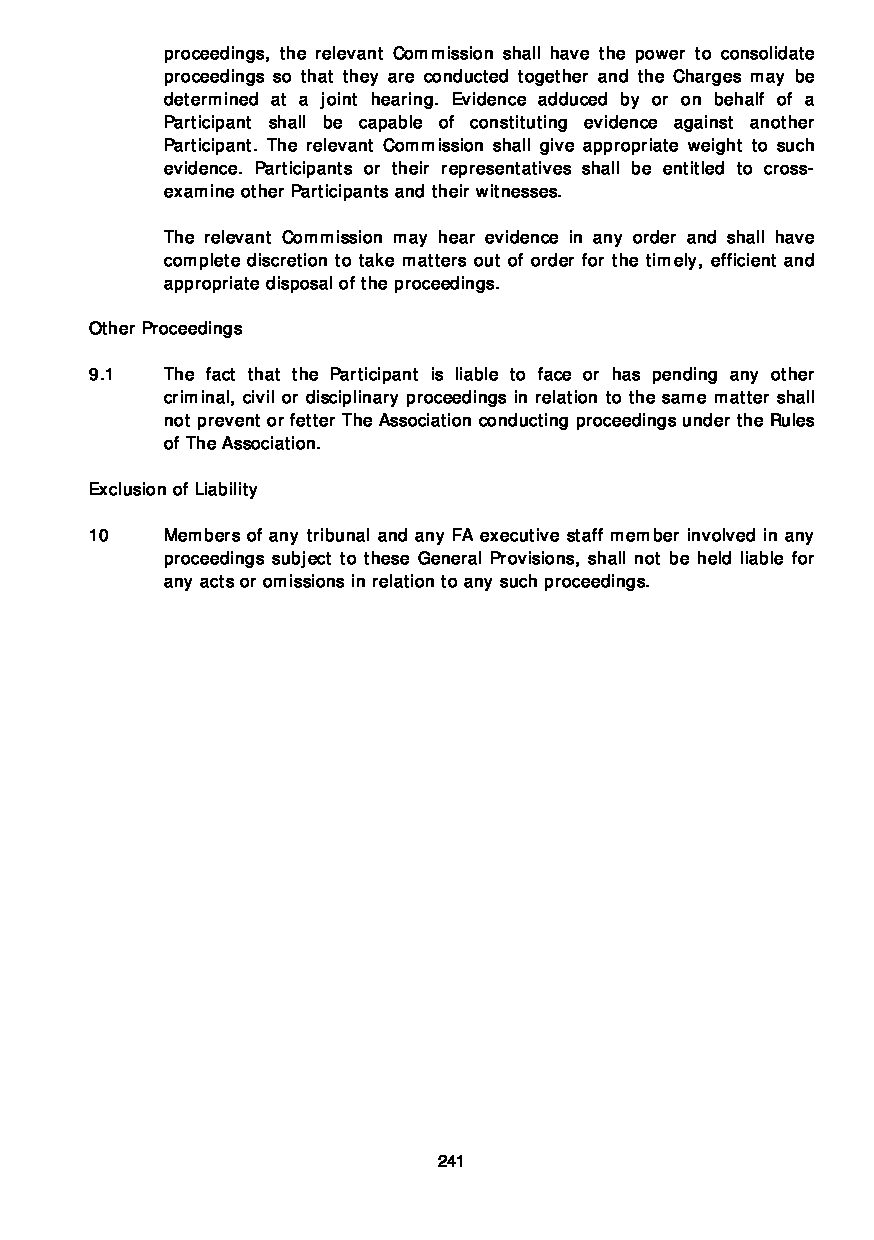 proceedings, the relevant Commission shall have the power to consolidate
proceedings so that they are conducted together and the Charges may be
determined at a joint hearing. Evidence adduced by or on behalf of a
Participant shall be capable of constituting evidence against another
Participant. The relevant Commission shall give appropriate weight to such
evidence. Participants or their representatives shall be entitled to cross-
examine other Participants and their witnesses.
The relevant Commission may hear evidence in any order and shall have
complete discretion to take matters out of order for the timely, efficient and
appropriate disposal of the proceedings.
Other Proceedings
9.1 The fact that the Participant is liable to face or has pending any other
criminal, civil or disciplinary proceedings in relation to the same matter shall
not prevent or fetter The Association conducting proceedings under the Rules
of The Association.
Exclusion of Liability
10 Members of any tribunal and any FA executive staff member involved in any
proceedings subject to these General Provisions, shall not be held liable for
any acts or omissions in relation to any such proceedings.
241